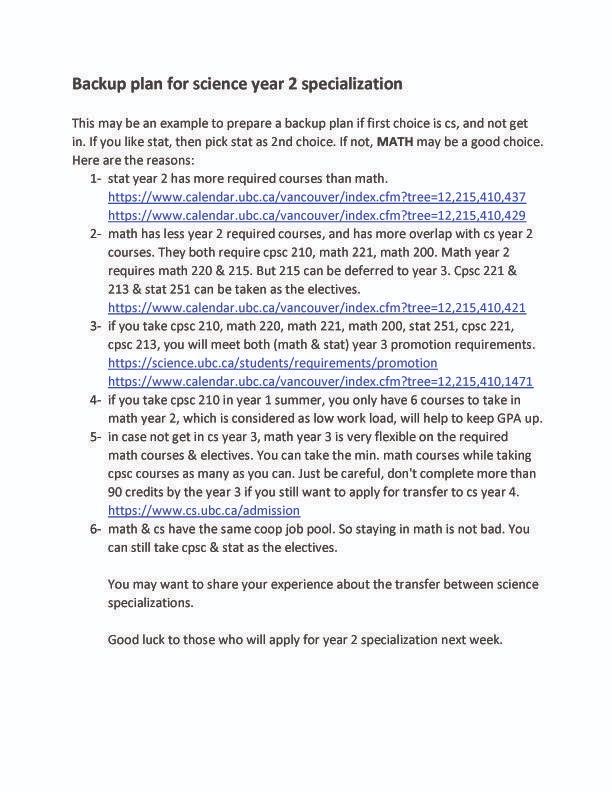 Backup plan for science year 2 specialization
This may be an example to prepare a backup plan if first choice is cs, and not get
in. If you like stat, then pick stat as 2nd choice. If not, MATH may be a good choice.
Here are the reasons:
1- stat year 2 has more required courses than math.
https://www.calendar.ubc.ca/vancouver/index.cfm?tree=12,215,410,437
https://www.calendar.ubc.ca/vancouver/index.cfm?tree=12,215,410,429
2- math has less year 2 required courses, and has more overlap with cs year 2
courses. They both require cpsc 210, math 221, math 200. Math year 2
requires math 220 & 215. But 215 can be deferred to year 3. Cpsc 221 &
213 & stat 251 can be taken as the electives.
https://www.calendar.ubc.ca/vancouver/index.cfm?tree=12,215,410,421
3- if you take cpsc 210, math 220, math 221, math 200, stat 251, cpsc 221,
cpsc 213, you will meet both (math & stat) year 3 promotion requirements.
https://science.ubc.ca/students/requirements/promotion
https://www.calendar.ubc.ca/vancouver/index.cfm?tree=12,215,410,1471
4- if you take cpsc 210 in year 1 summer, you only have 6 courses to take in
math year 2, which is considered as low work load, will help to keep GPA up.
5- in case not get in cs year 3, math year 3 is very flexible on the required
math courses & electives. You can take the min. math courses while taking
cpsc courses as many as you can. Just be careful, don't complete more than
90 credits by the year 3 if you still want to apply for transfer to cs year 4.
https://www.cs.ubc.ca/admission
6- math & cs have the same coop job pool. So staying in math is not bad. You
can still take cpsc & stat as the electives.
You may want to share your experience about the transfer between science
specializations.
Good luck to those who will apply for year 2 specialization next week.